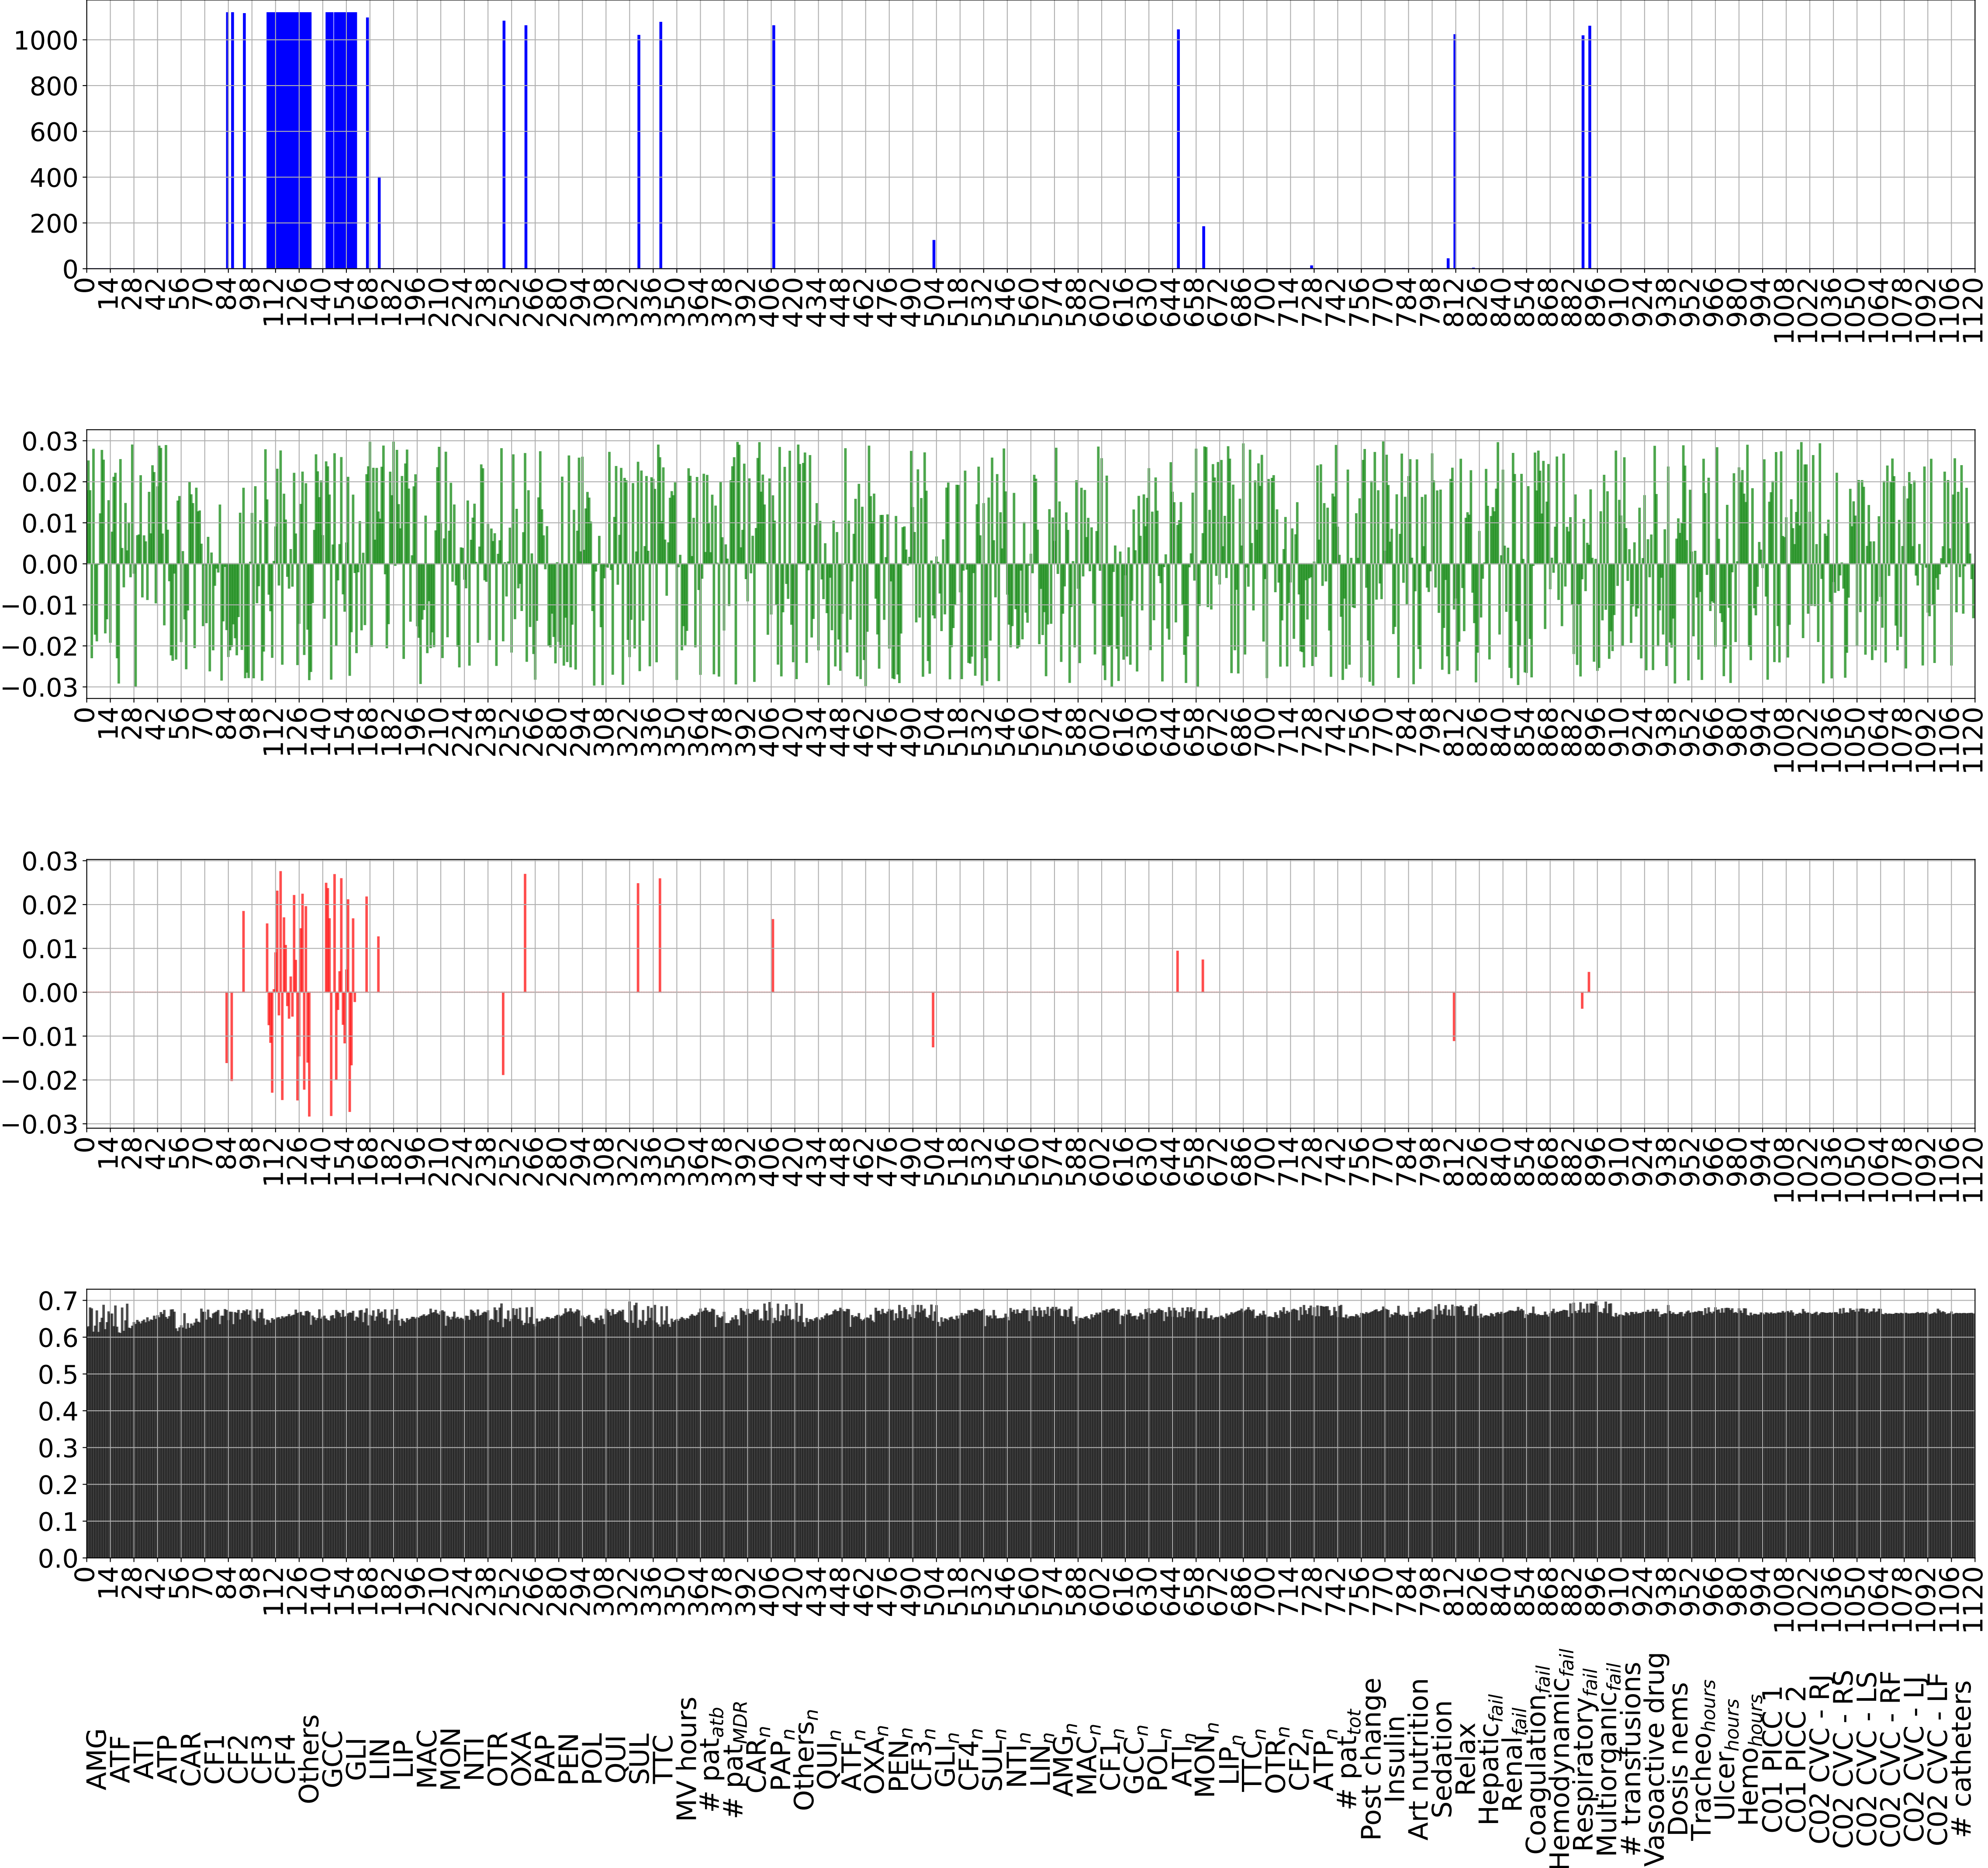 1000
800
600
400
200
0
0 14 28 42 56 70 84 98 112 126 140 154 168 182 196 210 224 238 252 266 280 294 308 322 336 350 364 378 392 406 420 434 448 462 476 490 504 518 532 546 560 574 588 602 616 630 644 658 672 686 700 714 728 742 756 770 784 798 812 826 840 854 868 882 896 910 924 938 952 966 980 994 1008 1022 1036 1050 1064 1078 1092 1106 1120
0.03
0.02
0.01
0.00
−0.01
−0.02
−0.03
0 14 28 42 56 70 84 98 112 126 140 154 168 182 196 210 224 238 252 266 280 294 308 322 336 350 364 378 392 406 420 434 448 462 476 490 504 518 532 546 560 574 588 602 616 630 644 658 672 686 700 714 728 742 756 770 784 798 812 826 840 854 868 882 896 910 924 938 952 966 980 994 1008 1022 1036 1050 1064 1078 1092 1106 1120
0.03
0.02
0.01
0.00
−0.01
−0.02
−0.03
0 14 28 42 56 70 84 98 112 126 140 154 168 182 196 210 224 238 252 266 280 294 308 322 336 350 364 378 392 406 420 434 448 462 476 490 504 518 532 546 560 574 588 602 616 630 644 658 672 686 700 714 728 742 756 770 784 798 812 826 840 854 868 882 896 910 924 938 952 966 980 994 1008 1022 1036 1050 1064 1078 1092 1106 1120
0.7
0.6
0.5
0.4
0.3
0.2
0.1
0.0
0 14 28 42 56 70 84 98 112 126 140 154 168 182 196 210 224 238 252 266 280 294 308 322 336 350 364 378 392 406 420 434 448 462 476 490 504 518 532 546 560 574 588 602 616 630 644 658 672 686 700 714 728 742 756 770 784 798 812 826 840 854 868 882 896 910 924 938 952 966 980 994 1008 1022 1036 1050 1064 1078 1092 1106 1120
AMG
ATF
ATI
ATP
CAR
CF1
CF2
CF3
CF4
Others
GCC
GLI
LIN
LIP
MAC
MON
NTI
OTR
OXA
PAP
PEN
POL
QUI
SUL
TTC
MV hours
# pat_atb
# pat_MDR
CAR_n
PAP_n
Others_n
QUI_n
ATF_n
OXA_n
PEN_n
CF3_n
GLI_n
CF4_n
SUL_n
NTI_n
LIN_n
AMG_n
MAC_n
CF1_n
GCC_n
POL_n
ATI_n
MON_n
LIP_n
TTC_n
OTR_n
CF2_n
ATP_n
# pat_tot
Post change
Insulin
Art nutrition
Sedation
Relax
Hepatic_fail
Renal_fail
Coagulation_fail
Hemodynamic_fail
Respiratory_fail
Multiorganic_fail
# transfusions
Vasoactive drug
Dosis nems
Tracheo_hours
Ulcer_hours
Hemo_hours
C01 PICC 1
C01 PICC 2
C02 CVC - RJ
C02 CVC - RS
C02 CVC - LS
C02 CVC - RF
C02 CVC - LJ
C02 CVC - LF
# catheters